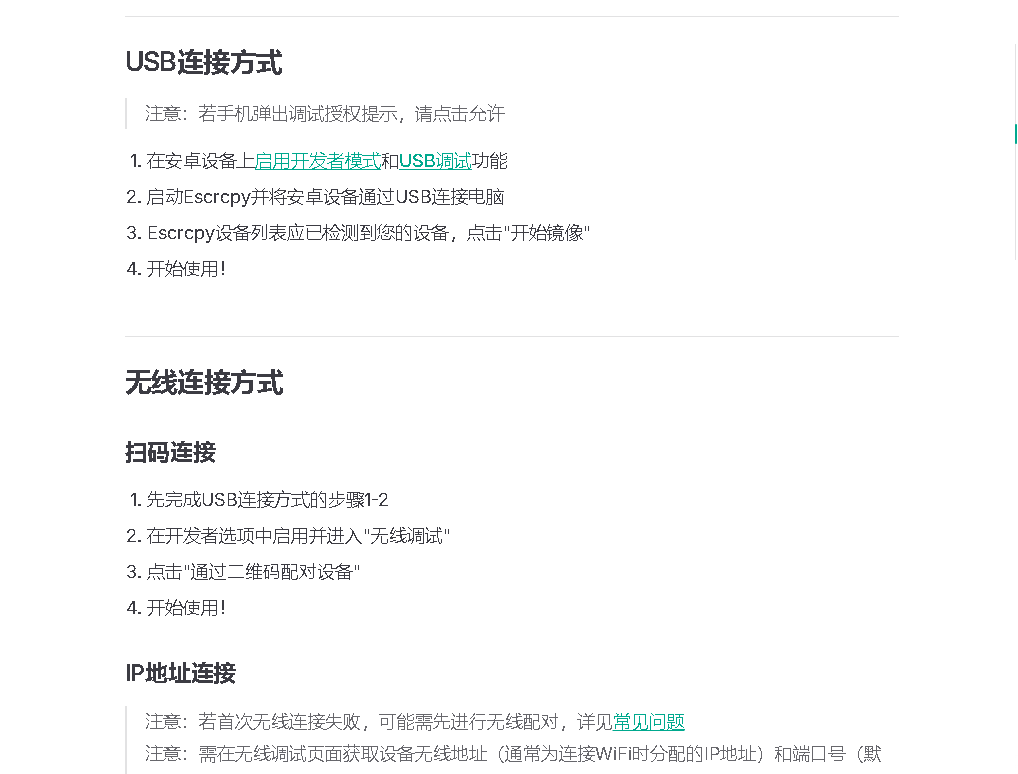 USB连接方式
注意：若手机弹出调试授权提示，请点击允许
1. 在安卓设备上启用开发者模式和USB调试功能
2. 启动Escrcpy并将安卓设备通过USB连接电脑
3. Escrcpy设备列表应已检测到您的设备，点击"开始镜像"
4. 开始使用！
无线连接方式
扫码连接
1. 先完成USB连接方式的步骤1-2
2. 在开发者选项中启用并进入"无线调试"
3. 点击"通过二维码配对设备"
4. 开始使用！
IP地址连接
注意：若首次无线连接失败，可能需先进行无线配对，详见常见问题
注意：需在无线调试页面获取设备无线地址（通常为连接WiFi时分配的IP地址）和端口号（默